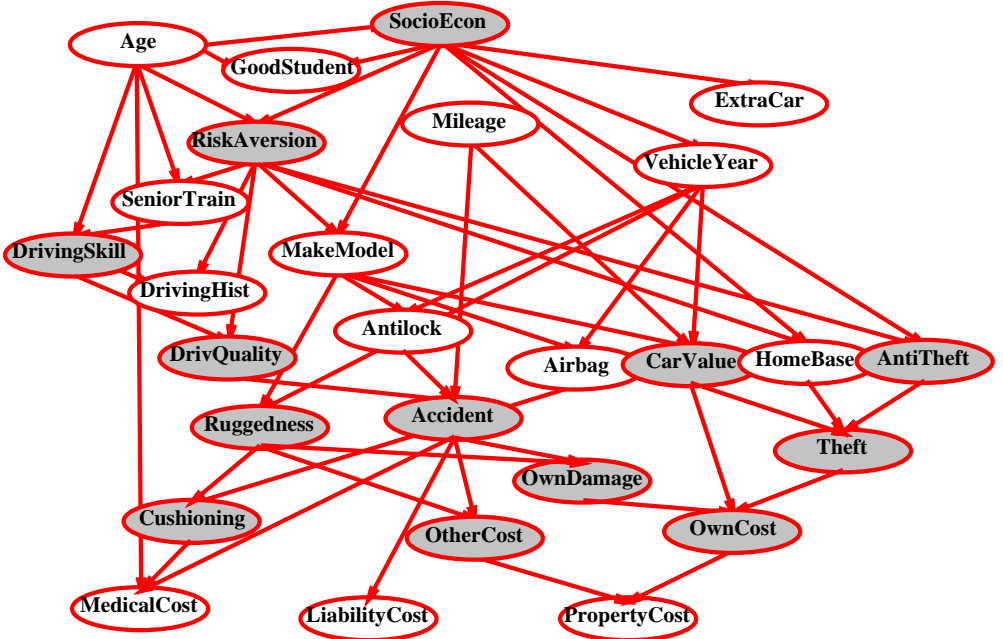 SocioEcon
Age
GoodStudent
ExtraCar
Mileage
RiskAversion
VehicleYear
SeniorTrain
DrivingSkill
MakeModel
DrivingHist
Antilock
DrivQuality
Airbag
CarValue
HomeBase
AntiTheft
Ruggedness
Accident
Theft
OwnDamage
Cushioning
OtherCost
OwnCost
MedicalCost
LiabilityCost
PropertyCost